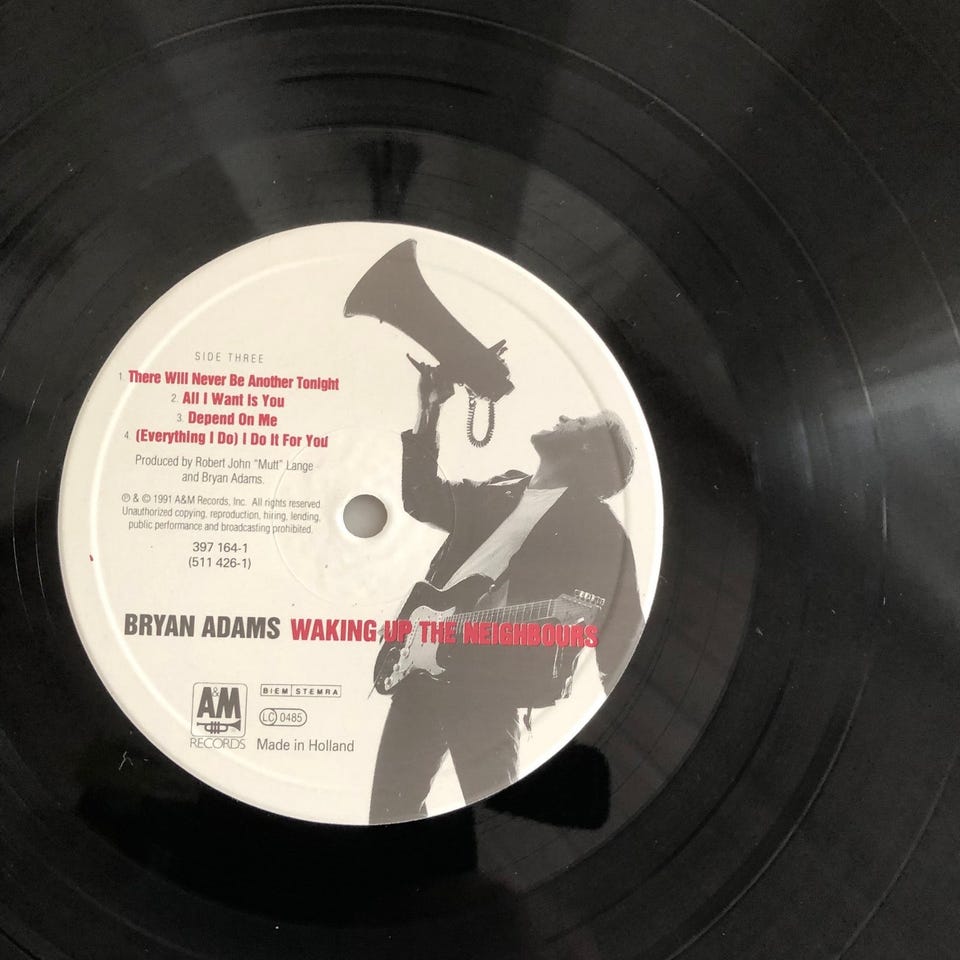 SIDE THREE
1. There Will Never Be Another Tonight
2. All I Want Is You
3. Depend On Me
4. (Everything I Do) I Do It For You
Produced by Robert John "Mutt" Lange
and Bryan Adams.
℗ & © 1991 A&M Records, Inc. All rights reserved.
Unauthorized copying, reproduction, hiring, lending,
public performance and broadcasting prohibited.
397 164-1
(511 426-1)
BRYAN ADAMS WAKING UP THE NEIGHBOURS
A&M
RECORDS
BIEM STEMRA
LC 0485
Made in Holland